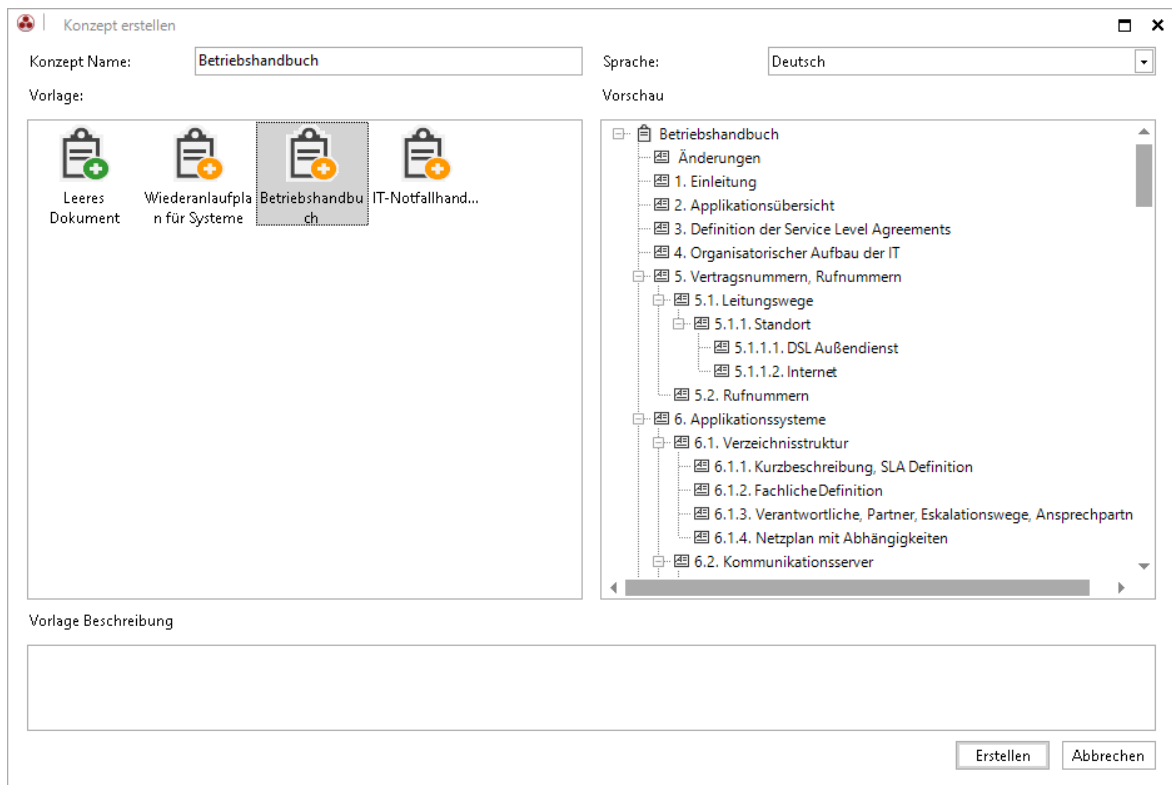 Konzept erstellen
Konzept Name:
Betriebshandbuch
Sprache:
Deutsch
Vorlage:
Vorschau
Leeres
Dokument
Wiederanlaufpla
n für Systeme
Betriebshandbu
ch
IT-Notfallhand...
Betriebshandbuch
Änderungen
1. Einleitung
2. Applikationsübersicht
3. Definition der Service Level Agreements
4. Organisatorischer Aufbau der IT
5. Vertragsnummern, Rufnummern
5.1. Leitungswege
5.1.1. Standort
5.1.1.1. DSL Außendienst
5.1.1.2. Internet
5.2. Rufnummern
6. Applikationssysteme
6.1. Verzeichnisstruktur
6.1.1. Kurzbeschreibung, SLA Definition
6.1.2. Fachliche Definition
6.1.3. Verantwortliche, Partner, Eskalationswege, Ansprechpartn
6.1.4. Netzplan mit Abhängigkeiten
6.2. Kommunikationsserver
Vorlage Beschreibung
Erstellen
Abbrechen